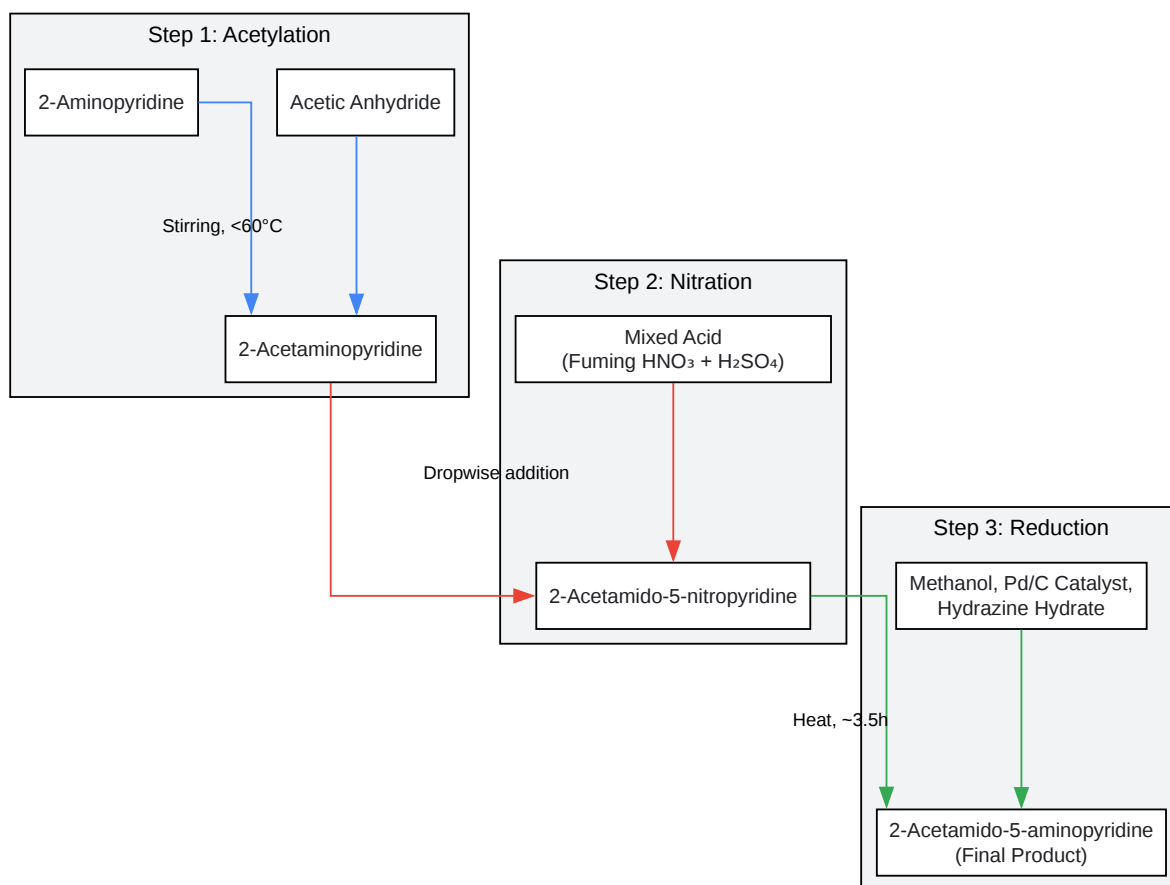 Step 1: Acetylation
2-Aminopyridine
Acetic Anhydride
Stirring, <60°C
2-Acetaminopyridine
Step 2: Nitration
Mixed Acid
(Fuming HNO₃ + H₂SO₄)
Dropwise addition
2-Acetamido-5-nitropyridine
Step 3: Reduction
Methanol, Pd/C Catalyst,
Hydrazine Hydrate
Heat, ~3.5h
2-Acetamido-5-aminopyridine
(Final Product)